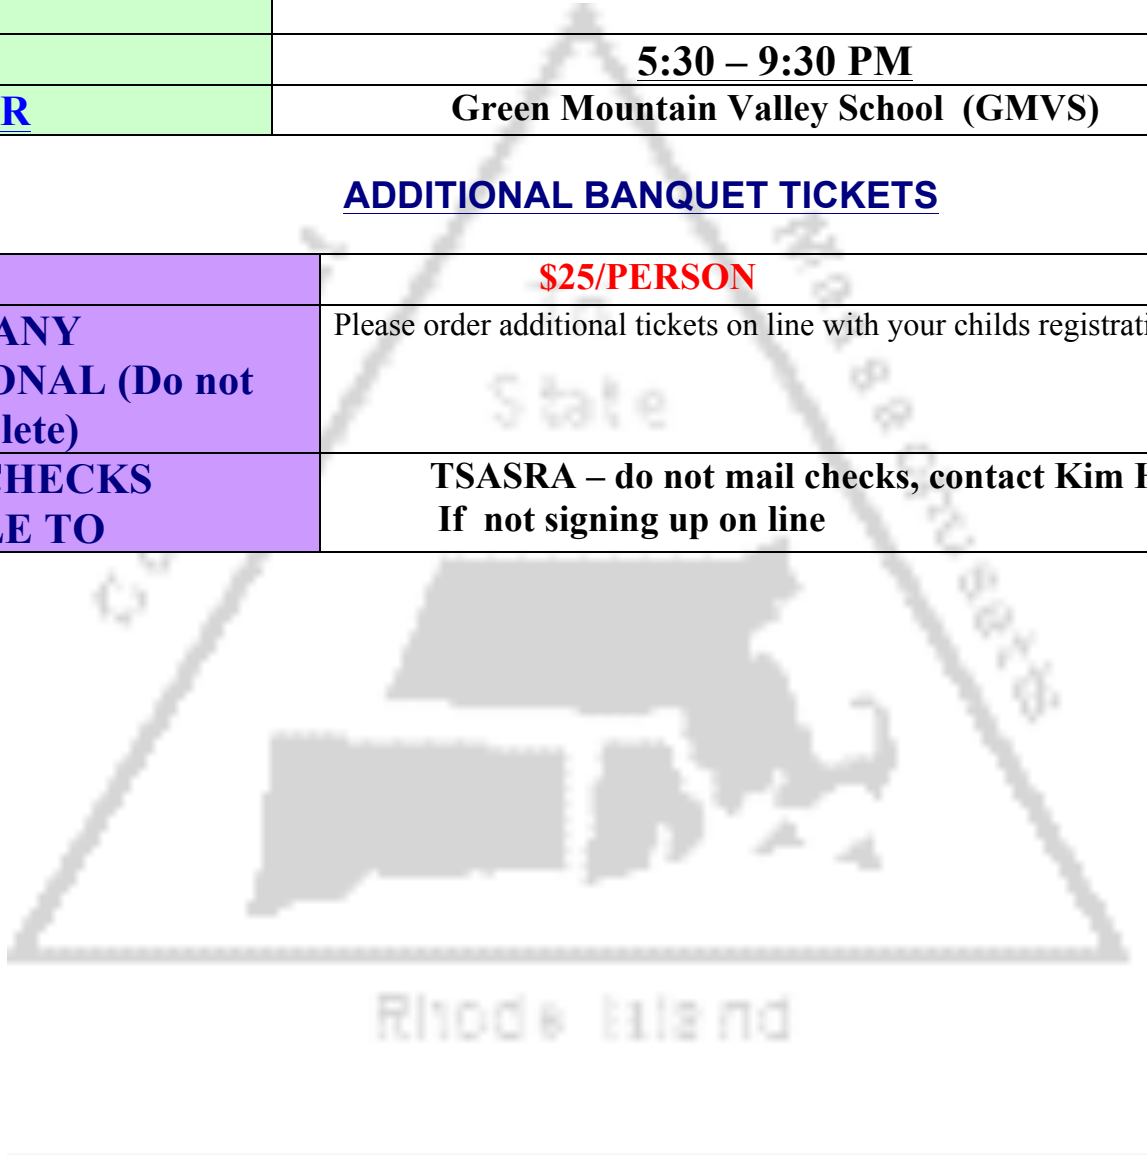 5:30 – 9:30 PM
R
Green Mountain Valley School (GMVS)
ADDITIONAL BANQUET TICKETS
$25/PERSON
ANY
ONAL (Do not
lete)
Please order additional tickets on line with your childs registrati
CHECKS
LE TO
TSASRA – do not mail checks, contact Kim
If not signing up on line
State
Massachusetts
Rhode Island